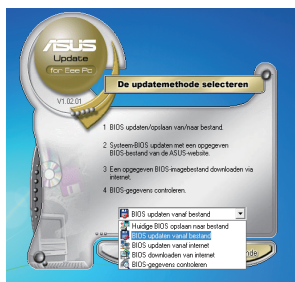 ASUS
Update
for Eee Pc
V1.02.01
De updatemethode selecteren
1 BIOS updaten/opslaan van/naar bestand.
2 Systeem-BIOS updaten met een opgegeven
BIOS-bestand van de ASUS-website.
3 Een opgegeven BIOS-imagebestand downloaden via
internet.
4 BIOS-gegevens controleren.
BIOS updaten vanaf bestand
Huidige BIOS opslaan naar bestand
BIOS updaten vanaf bestand
BIOS updaten vanaf internet
BIOS downloaden van internet
BIOS-gegevens controleren